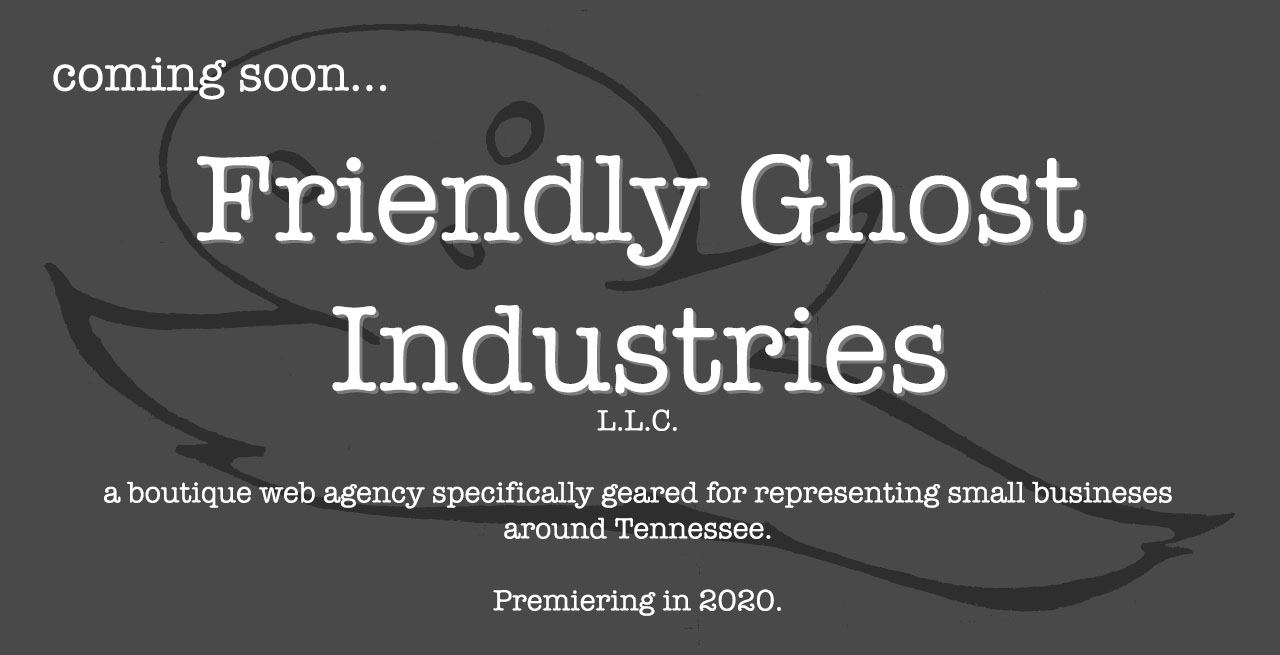 coming soon...
Friendly Ghost
Industries
L.L.C.
a boutique web agency specifically geared for representing small busineses
around Tennessee.
Premiering in 2020.